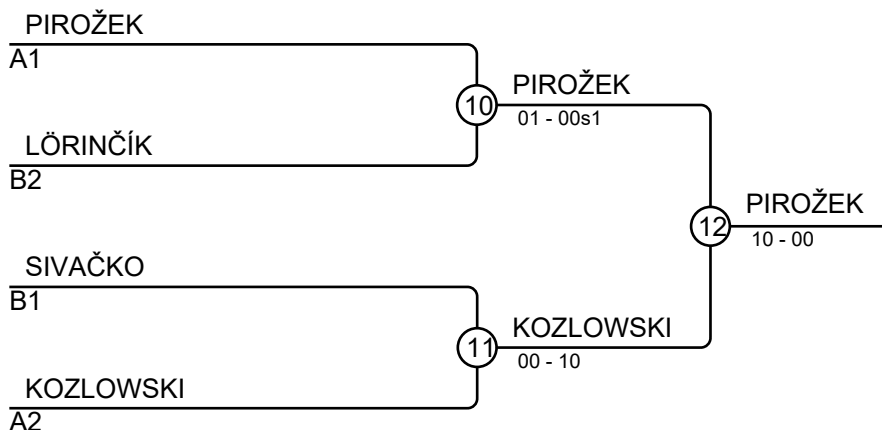 PIROŽEK
A1
10
PIROŽEK
01 - 00s1
LÖRINČÍK
B2
12
PIROŽEK
10 - 00
SIVAČKO
B1
11
KOZLOWSKI
00 - 10
KOZLOWSKI
A2